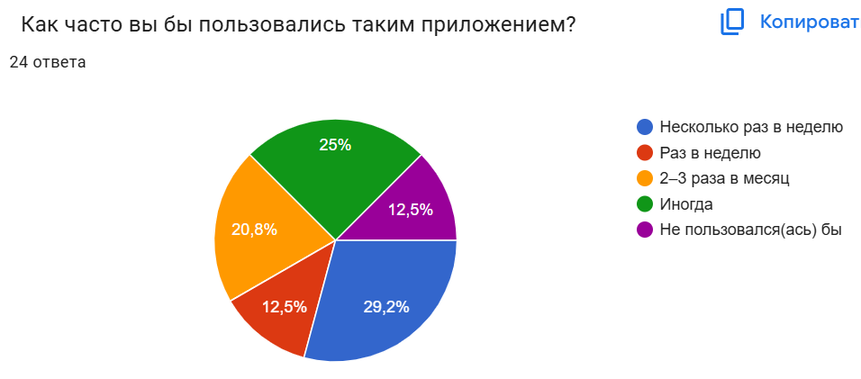 Как часто вы бы пользовались таким приложением?
Копироват
24 ответа
25%
12,5%
20,8%
12,5%
29,2%
Несколько раз в неделю
Раз в неделю
2–3 раза в месяц
Иногда
Не пользовался(ась) бы